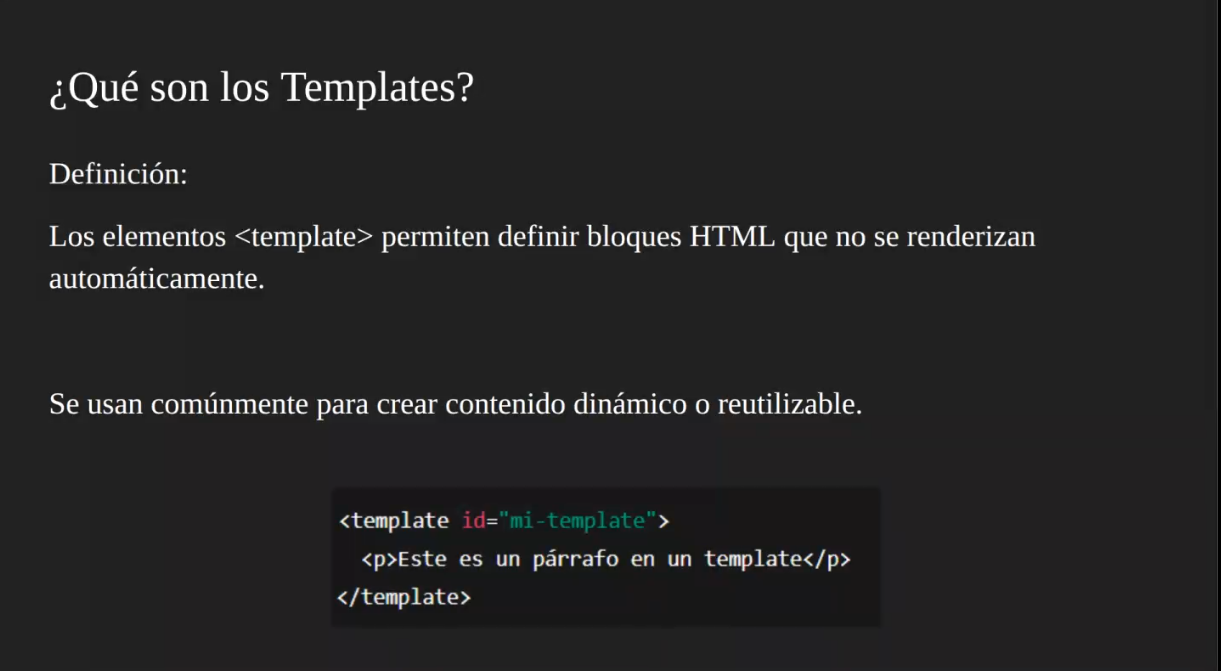 ¿Qué son los Templates?
Definición:
Los elementos <template> permiten definir bloques HTML que no se renderizan
automáticamente.
Se usan comúnmente para crear contenido dinámico o reutilizable.
<template id="mi-template">
<p>Este es un párrafo en un template</p>
</template>